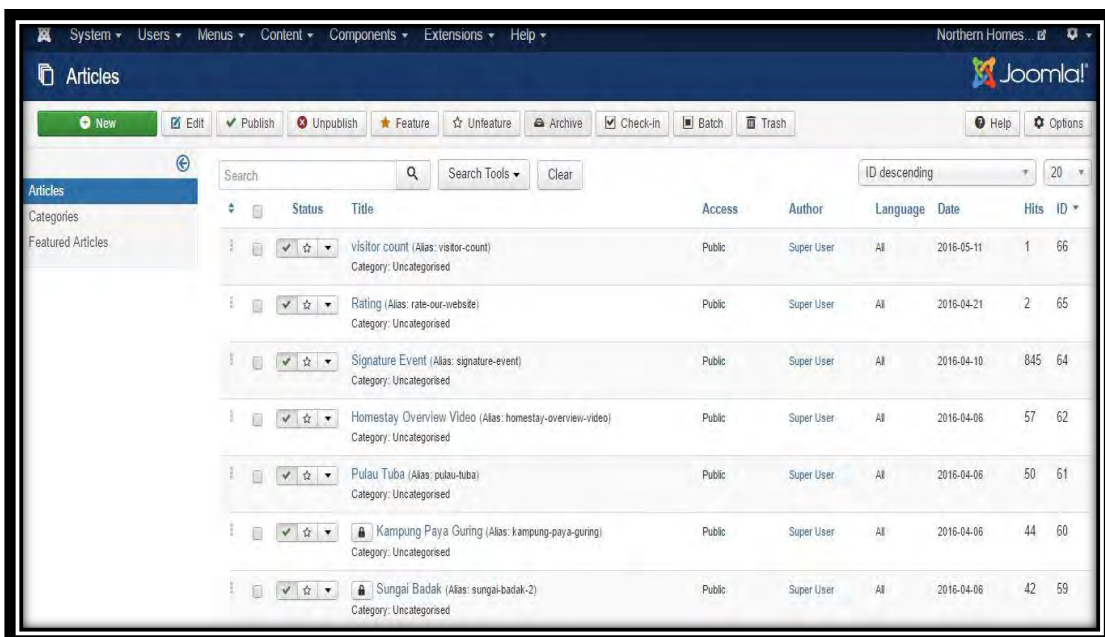 System Users Menus Content Components Extensions Help Northern Homes...
Articles Joomla!
New Edit Publish Unpublish Feature Unfeature Archive Check-in Batch Trash Help Options
Search Search Tools Clear ID descending 20
Articles
Categories
Featured Articles
Status Title Access Author Language Date Hits ID
visitor count (Alias: visitor-count) Public Super User All 2016-05-11 1 66
Category: Uncategorised
Rating (Alias: rate-our-website) Public Super User All 2016-04-21 2 65
Category: Uncategorised
Signature Event (Alias: signature-event) Public Super User All 2016-04-10 845 64
Category: Uncategorised
Homestay Overview Video (Alias: homestay-overview-video) Public Super User All 2016-04-06 57 62
Category: Uncategorised
Pulau Tuba (Alias: pulau-tuba) Public Super User All 2016-04-06 50 61
Category: Uncategorised
Kampung Paya Guring (Alias: kampung-paya-guring) Public Super User All 2016-04-06 44 60
Category: Uncategorised
Sungai Badak (Alias: sungai-badak-2) Public Super User All 2016-04-06 42 59
Category: Uncategorised